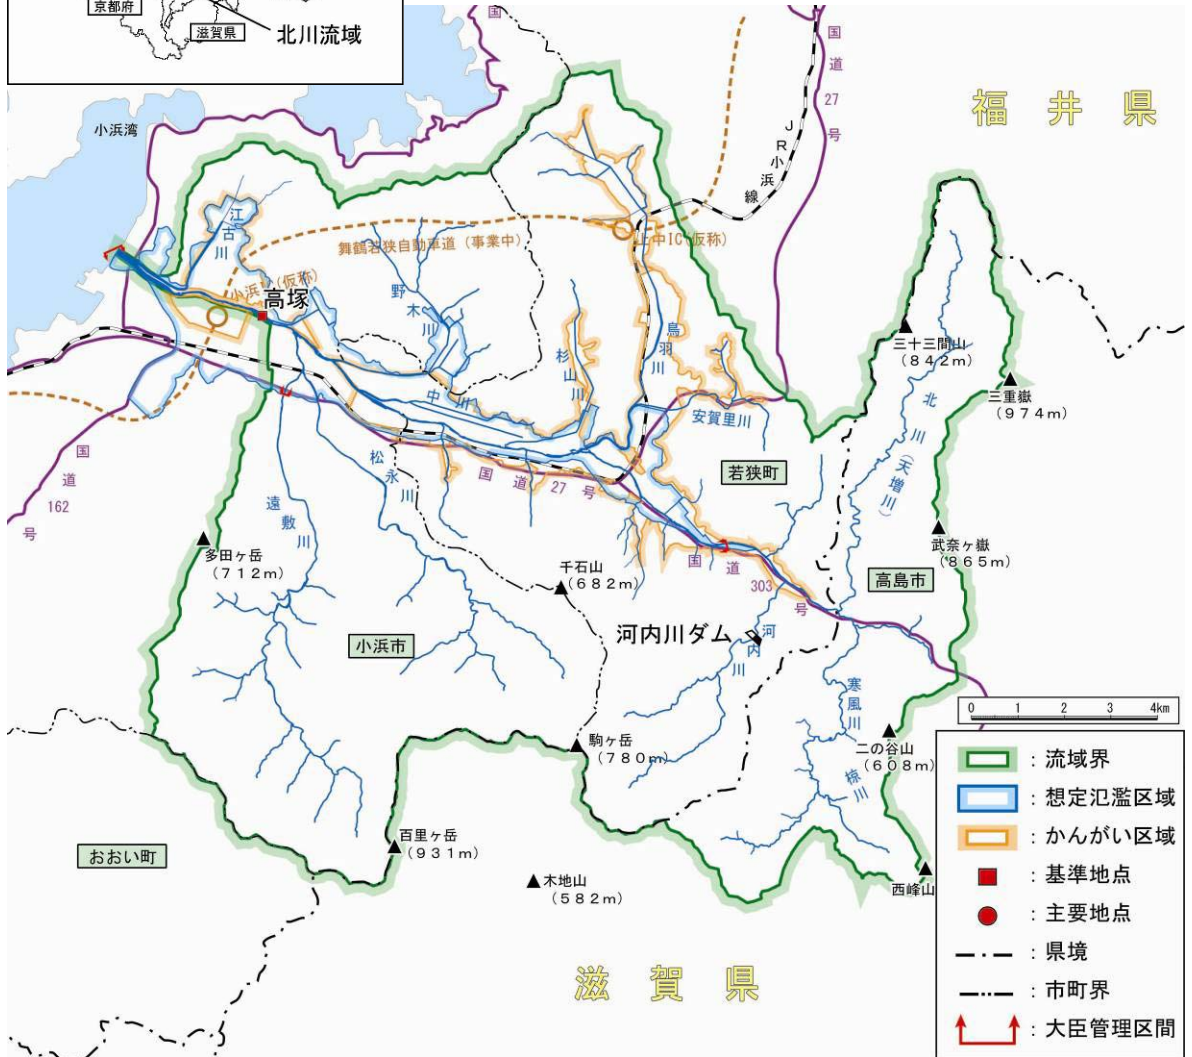 京都府
滋賀県
北川流域
国道27号
福井県
小浜湾
JR小浜線
江古川
舞鶴若狭自動車道（事業中）
上中IC(仮称)
(仮称)
高塚
野木川
杉山川
鳥羽川
中川
安賀里川
三十三間山
（842m）
三重嶽
（974m）
北川（天増川）
国道162号
遠敷川
松永川
国道27号
若狭町
多田ヶ岳
（712m）
千石山
（682m）
国道303号
武奈ヶ嶽
（865m）
高島市
小浜市
河内川ダム
河内川
寒風川
0 1 2 3 4km
駒ヶ岳
（780m）
二の谷山
（608m）
椋川
百里ヶ岳
（931m）
おおい町
木地山
（582m）
西峰山
滋賀県
：流域界
：想定氾濫区域
：かんがい区域
：基準地点
：主要地点
：県境
：市町界
：大臣管理区間